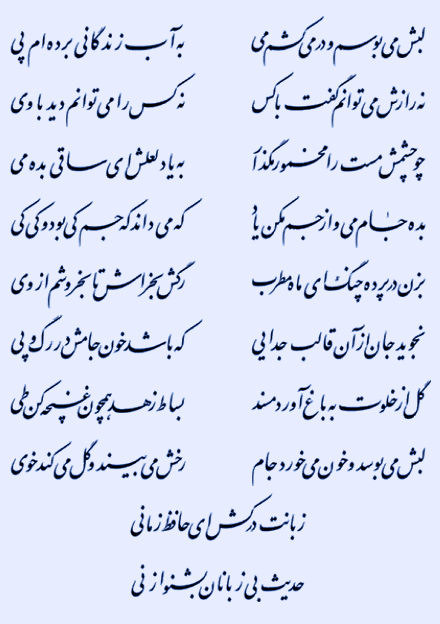 لبش می‌بوسم و در می‌کشم می به آب زندگانی برده‌ام پی
نه رازش می‌توانم گفت با کس نه کس را می‌توانم دید با وی
چو چشمش مست را مخمور مگذار به یاد لعلش ای ساقی بده می
بده جام می و از جم مکن یاد که می‌داند که جم کی بود و کی کی
بزن در پرده چنگ ای ماه مطرب رگش بخراش تا بخروشم از وی
نجوید جان از آن قالب جدایی که باشد خون جامش در رگ و پی
گل از خلوت به باغ آورد مسند بساط زهد همچون غنچه کن طی
لبش می‌بوسد و خون می‌خورد جام رخش می‌بیند و گل می‌کند خوی
زبانت درکش ای حافظ زمانی
حدیث بی زبانان بشنو از نی